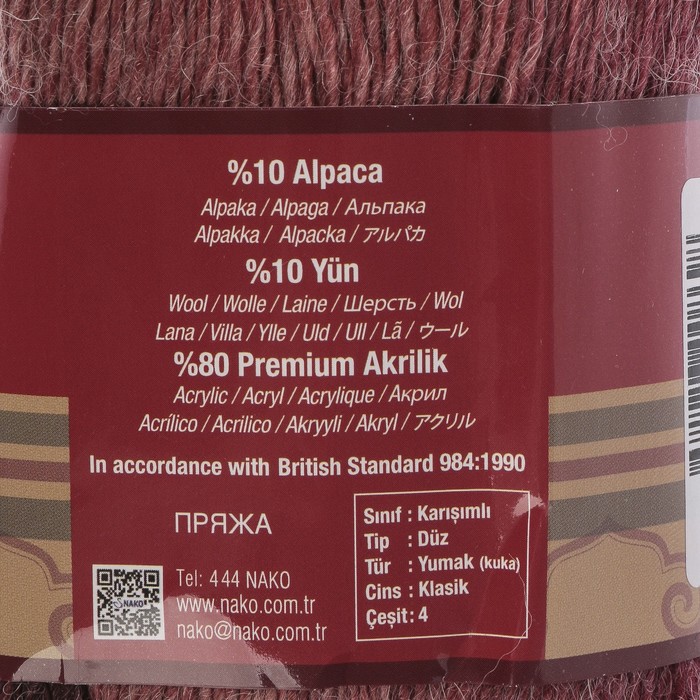 %10 Alpaca
Alpaka / Alpaga / Альпака
Alpakka / Alpacka / アルパカ
%10 Yün
Wool / Wolle / Laine / Шерсть / Wol
Lana / Villa / Ylle / Uld / Ull / Lã / ウール
%80 Premium Akrilik
Acrylic / Acryl / Acrylique / Акрил
Acrílico / Acrilico / Akryyli / Akryl / アクリル
In accordance with British Standard 984:1990
ПРЯЖА
Sınıf : Karışımlı
Tip : Düz
Tür : Yumak (kuka)
Cins : Klasik
Çeşit : 4
NAKO
Tel: 444 NAKO
www.nako.com.tr
nako@nako.com.tr